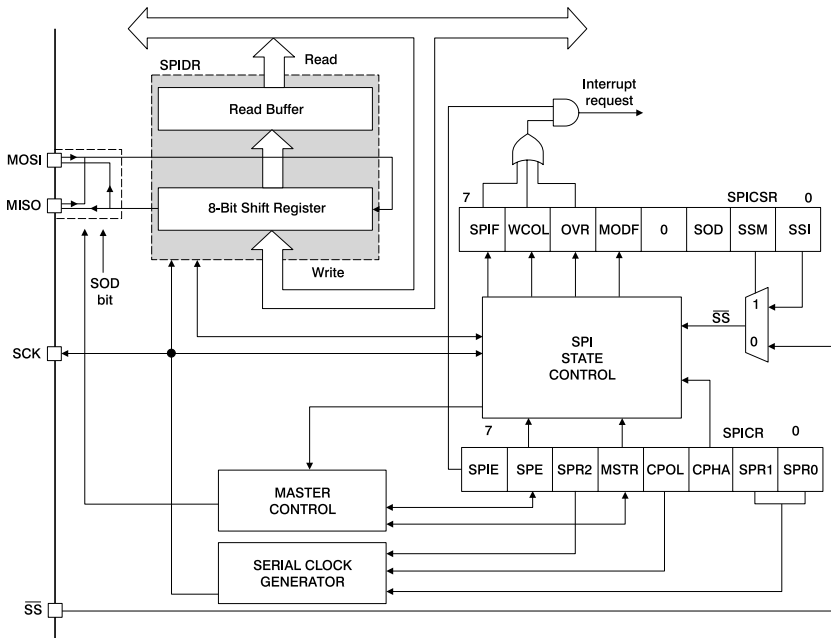 Read
SPIDR
Read Buffer
Interrupt
request
MOSI
MISO
8-Bit Shift Register
Write
SOD
bit
7 SPICSR 0
SPIF WCOL OVR MODF 0 SOD SSM SSI
1
SS
0
SCK
SPI
STATE
CONTROL
7 SPICR 0
SPIE SPE SPR2 MSTR CPOL CPHA SPR1 SPR0
MASTER
CONTROL
SERIAL CLOCK
GENERATOR
SS